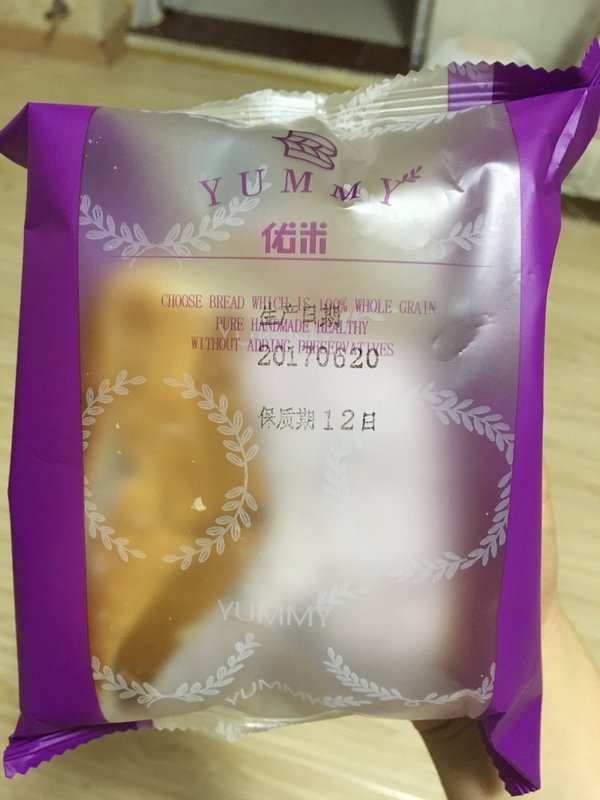 YUMMY
佑米
CHOOSE BREAD WHICH IS 100% WHOLE GRAIN
生产日期
PURE HANDMADE HEALTHY
WITHOUT ADDING PRESERVATIVES
20170620
保质期12日
YUMMY
YUMMY